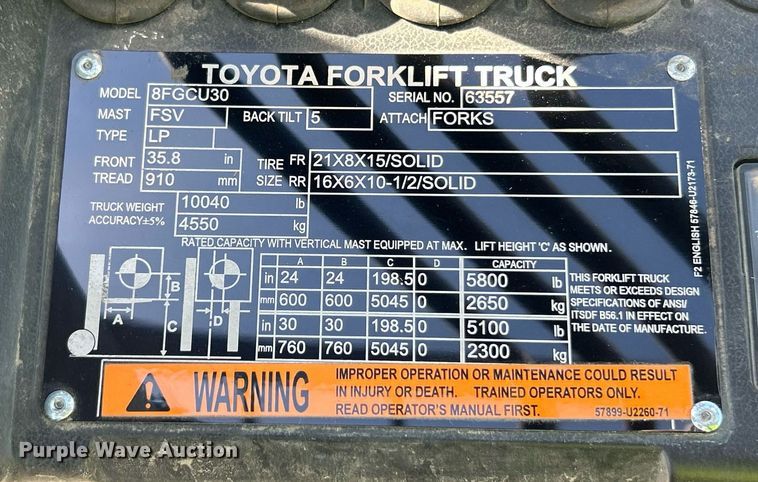 TOYOTA FORKLIFT TRUCK
MODEL 8FGCU30 SERIAL NO. 63557
MAST FSV BACK TILT 5 ATTACH FORKS
TYPE LP
FRONT TREAD 35.8 in TIRE SIZE FR 21X8X15/SOLID
910 mm RR 16X6X10-1/2/SOLID
TRUCK WEIGHT 10040 lb
ACCURACY±5% 4550 kg
RATED CAPACITY WITH VERTICAL MAST EQUIPPED AT MAX. LIFT HEIGHT 'C' AS SHOWN.
A B C D CAPACITY
in 24 24 198.5 0 5800 lb
mm 600 600 5045 0 2650 kg
in 30 30 198.5 0 5100 lb
mm 760 760 5045 0 2300 kg
B
A
D
C
THIS FORKLIFT TRUCK
MEETS OR EXCEEDS DESIGN
SPECIFICATIONS OF ANSI/
ITSDF B56.1 IN EFFECT ON
THE DATE OF MANUFACTURE.
F2 ENGLISH 57846-U2173-71
! WARNING
IMPROPER OPERATION OR MAINTENANCE COULD RESULT
IN INJURY OR DEATH. TRAINED OPERATORS ONLY.
READ OPERATOR'S MANUAL FIRST. 57899-U2260-71
Purple Wave Auction